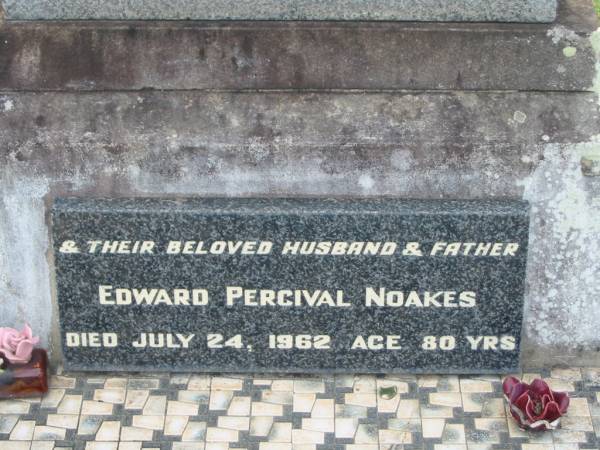 & THEIR BELOVED HUSBAND & FATHER
EDWARD PERCIVAL NOAKES
DIED JULY 24, 1962 AGE 80 YRS